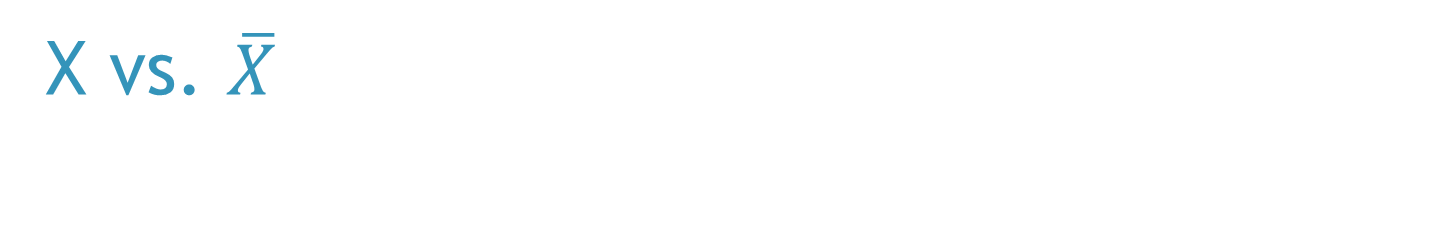 X vs. X̅